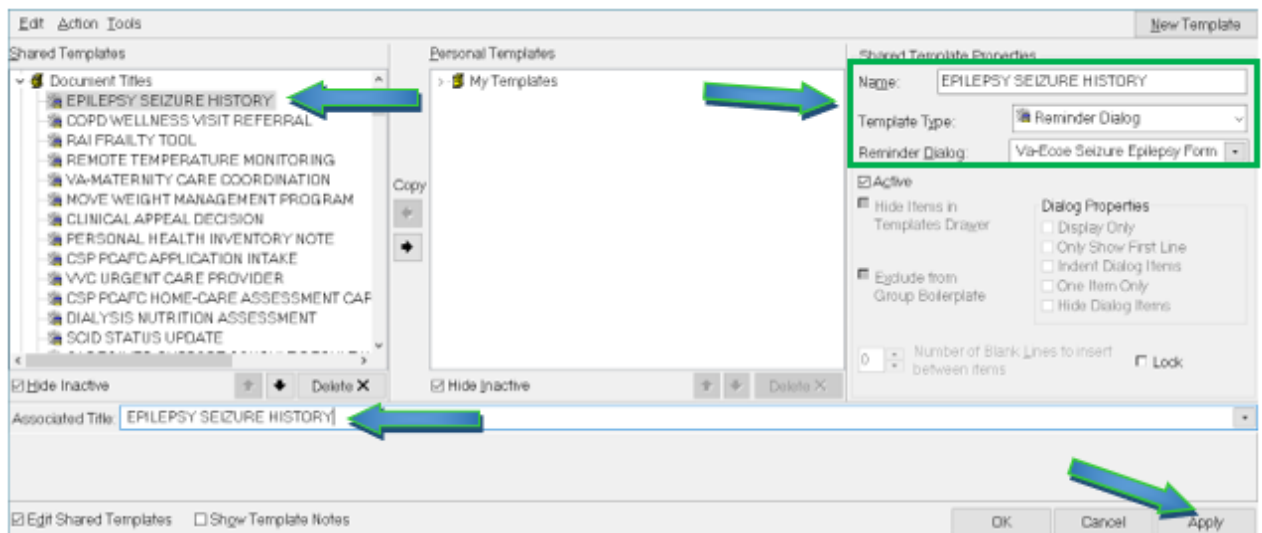 Edit Action Tools
New Template
Shared Templates
Document Titles
EPILEPSY SEIZURE HISTORY
COPD WELLNESS VISIT REFERRAL
RAI FRAILTY TOOL
REMOTE TEMPERATURE MONITORING
VA-MATERNITY CARE COORDINATION
MOVE WEIGHT MANAGEMENT PROGRAM
CLINICAL APPEAL DECISION
PERSONAL HEALTH INVENTORY NOTE
CSP PCAFC APPLICATION INTAKE
VVC URGENT CARE PROVIDER
CSP PCAFC HOME-CARE ASSESSMENT CAF
DIALYSIS NUTRITION ASSESSMENT
SCID STATUS UPDATE
Hide Inactive
Delete X
Copy
Personal Templates
My Templates
Hide Inactive
Delete X
Shared Template Properties
Name: EPILEPSY SEIZURE HISTORY
Template Type: Reminder Dialog
Reminder Dialog: Va-Ecoe Seizure Epilepsy Form
Active
Hide Items in
Templates Drawer
Exclude from
Group Boilerplate
Dialog Properties
Display Only
Only Show First Line
Indent Dialog Items
One Item Only
Hide Dialog Items
0 Number of Blank Lines to insert
between items
Lock
Associated Title: EPILEPSY SEIZURE HISTORY
Edit Shared Templates Show Template Notes
OK Cancel Apply